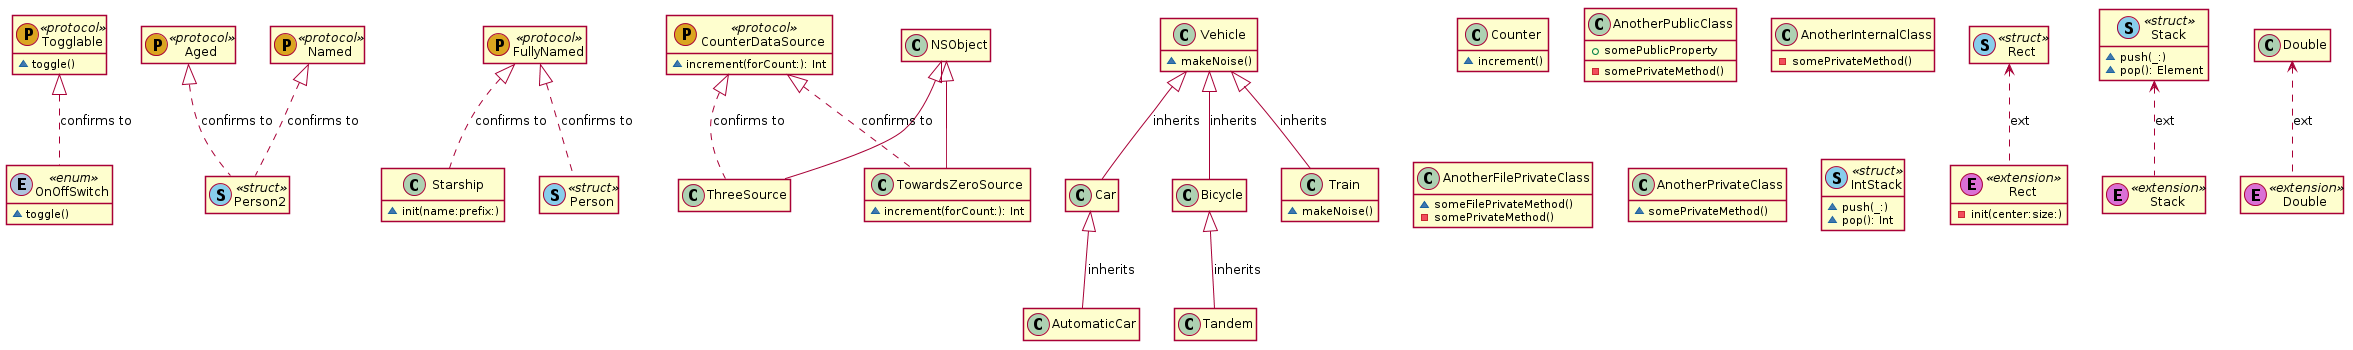 P «protocol»
Togglable
toggle()
P «protocol»
Aged
P «protocol»
Named
P «protocol»
FullyNamed
P «protocol»
CounterDataSource
increment(forCount:): Int
C NSObject
C Vehicle
makeNoise()
C Counter
increment()
C AnotherPublicClass
somePublicProperty
somePrivateMethod()
C AnotherInternalClass
somePrivateMethod()
S «struct»
Rect
S «struct»
Stack
push(_:)
pop(): Element
C Double
confirms to
confirms to
confirms to
confirms to
confirms to
confirms to
confirms to
inherits
inherits
inherits
ext
ext
ext
E «enum»
OnOffSwitch
toggle()
S «struct»
Person2
C Starship
init(name:prefix:)
S «struct»
Person
C ThreeSource
C TowardsZeroSource
increment(forCount:): Int
C Car
C Bicycle
C Train
makeNoise()
C AnotherFilePrivateClass
someFilePrivateMethod()
somePrivateMethod()
C AnotherPrivateClass
somePrivateMethod()
S «struct»
IntStack
push(_:)
pop(): Int
E «extension»
Rect
init(center:size:)
E «extension»
Stack
E «extension»
Double
inherits
inherits
C AutomaticCar
C Tandem